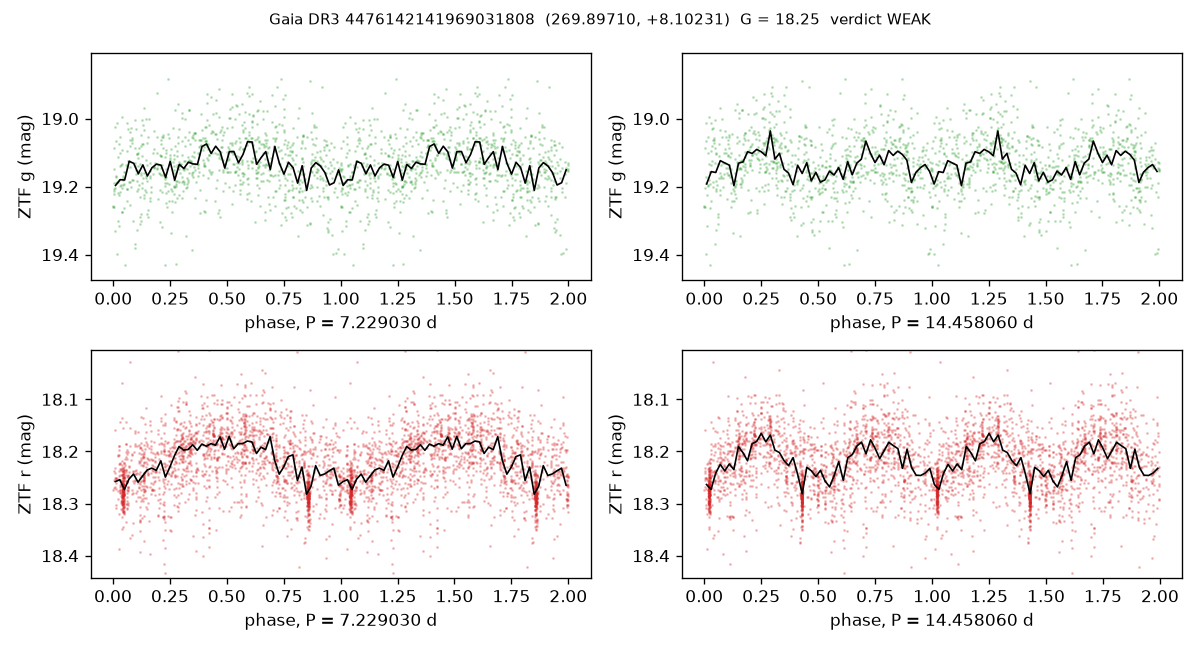 Gaia DR3 4476142141969031808 (269.89710, +8.10231) G = 18.25 verdict WEAK
ZTF g (mag)
19.0
19.2
19.4
0.00 0.25 0.50 0.75 1.00 1.25 1.50 1.75 2.00
phase, P = 7.229030 d
ZTF g (mag)
19.0
19.2
19.4
0.00 0.25 0.50 0.75 1.00 1.25 1.50 1.75 2.00
phase, P = 14.458060 d
ZTF r (mag)
18.1
18.2
18.3
18.4
0.00 0.25 0.50 0.75 1.00 1.25 1.50 1.75 2.00
phase, P = 7.229030 d
ZTF r (mag)
18.1
18.2
18.3
18.4
0.00 0.25 0.50 0.75 1.00 1.25 1.50 1.75 2.00
phase, P = 14.458060 d